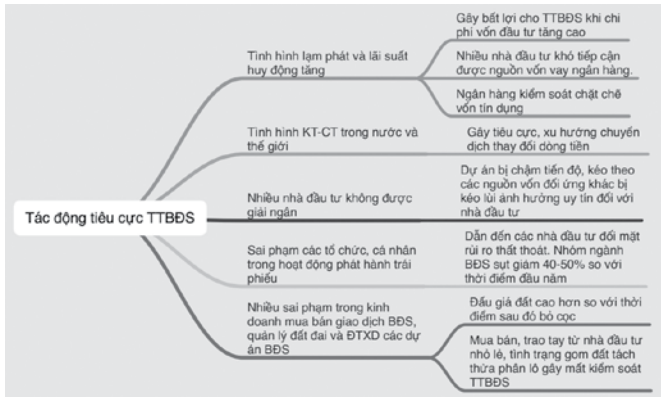 Tác động tiêu cực TTBĐS
Tình hình lạm phát và lãi suất
huy động tăng
Gây bất lợi cho TTBĐS khi chi
phí vốn đầu tư tăng cao
Nhiều nhà đầu tư khó tiếp cận
được nguồn vốn vay ngân hàng.
Ngân hàng kiểm soát chặt chẽ
vốn tín dụng
Tình hình KT-CT trong nước và
thế giới
Gây tiêu cực, xu hướng chuyển
dịch thay đổi dòng tiền
Nhiều nhà đầu tư không được
giải ngân
Dự án bị chậm tiến độ, kéo theo
các nguồn vốn đối ứng khác bị
kéo lùi ảnh hưởng uy tín đối với
nhà đầu tư
Sai phạm các tổ chức, cá nhân
trong hoạt động phát hành trái
phiếu
Dẫn đến các nhà đầu tư đối mặt
rủi ro thất thoát. Nhóm ngành
BĐS sụt giảm 40-50% so với
thời điểm đầu năm
Nhiều sai phạm trong kinh
doanh mua bán giao dịch BĐS,
quản lý đất đai và ĐTXD các dự
án BĐS
Đấu giá đất cao hơn so với thời
điểm sau đó bỏ cọc
Mua bán, trao tay từ nhà đầu tư
nhỏ lẻ, tình trạng gom đất tách
thửa phân lô gây mất kiểm soát
TTBĐS